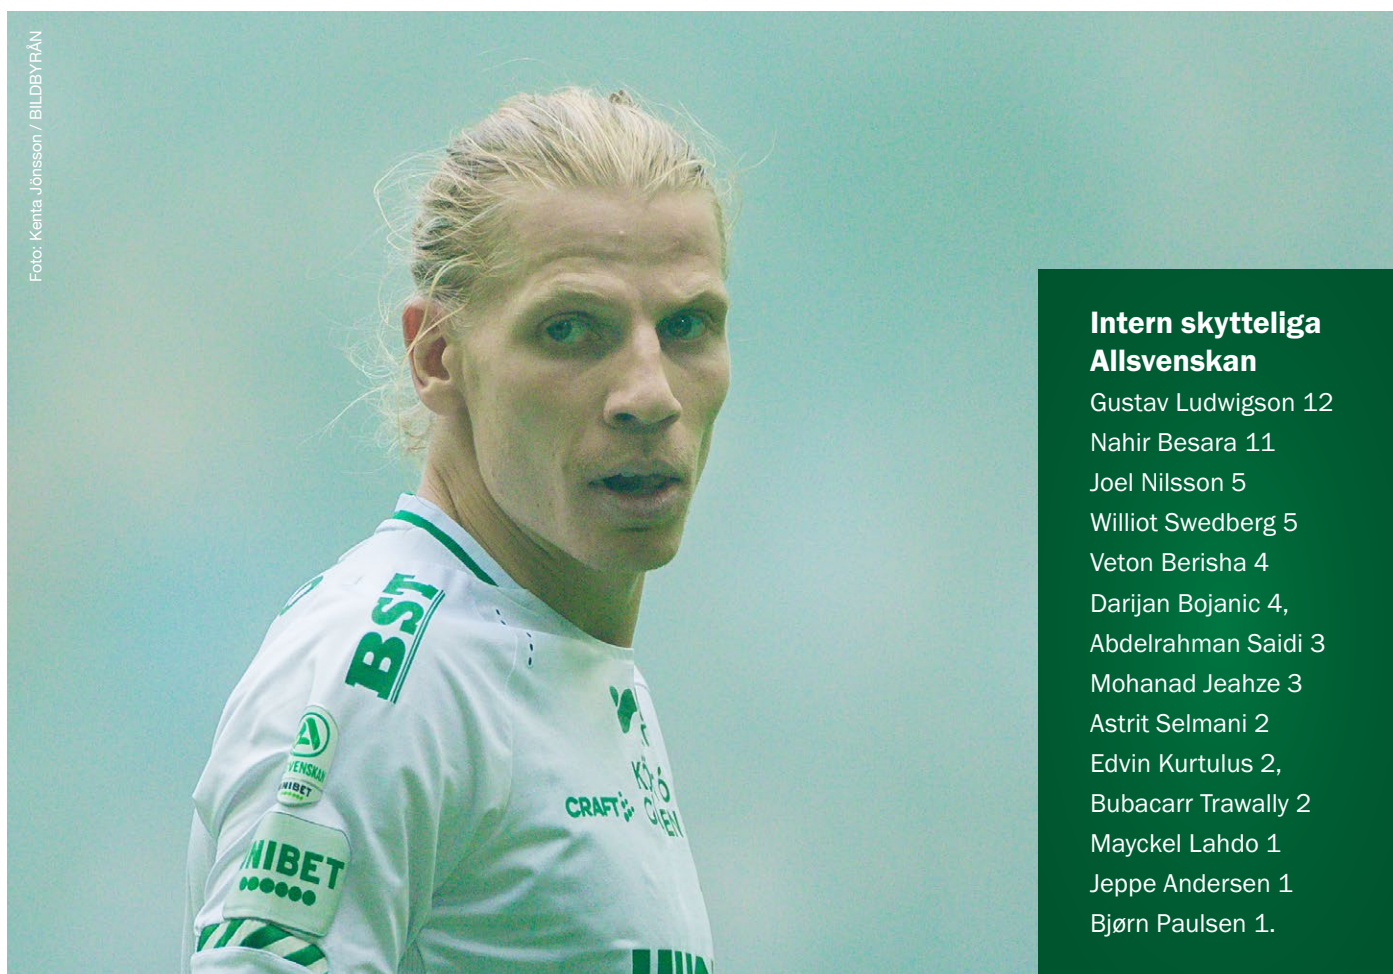 Foto: Kenta Jönsson / BILDBYRÅN
Intern skytteliga
Allsvenskan
Gustav Ludwigson 12
Nahir Besara 11
Joel Nilsson 5
Williot Swedberg 5
Veton Berisha 4
Darijan Bojanic 4,
Abdelrahman Saidi 3
Mohanad Jeahze 3
Astrit Selmani 2
Edvin Kurtulus 2,
Bubacarr Trawally 2
Mayckel Lahdo 1
Jeppe Andersen 1
Bjørn Paulsen 1.
BST
UNIBET
CRAFT